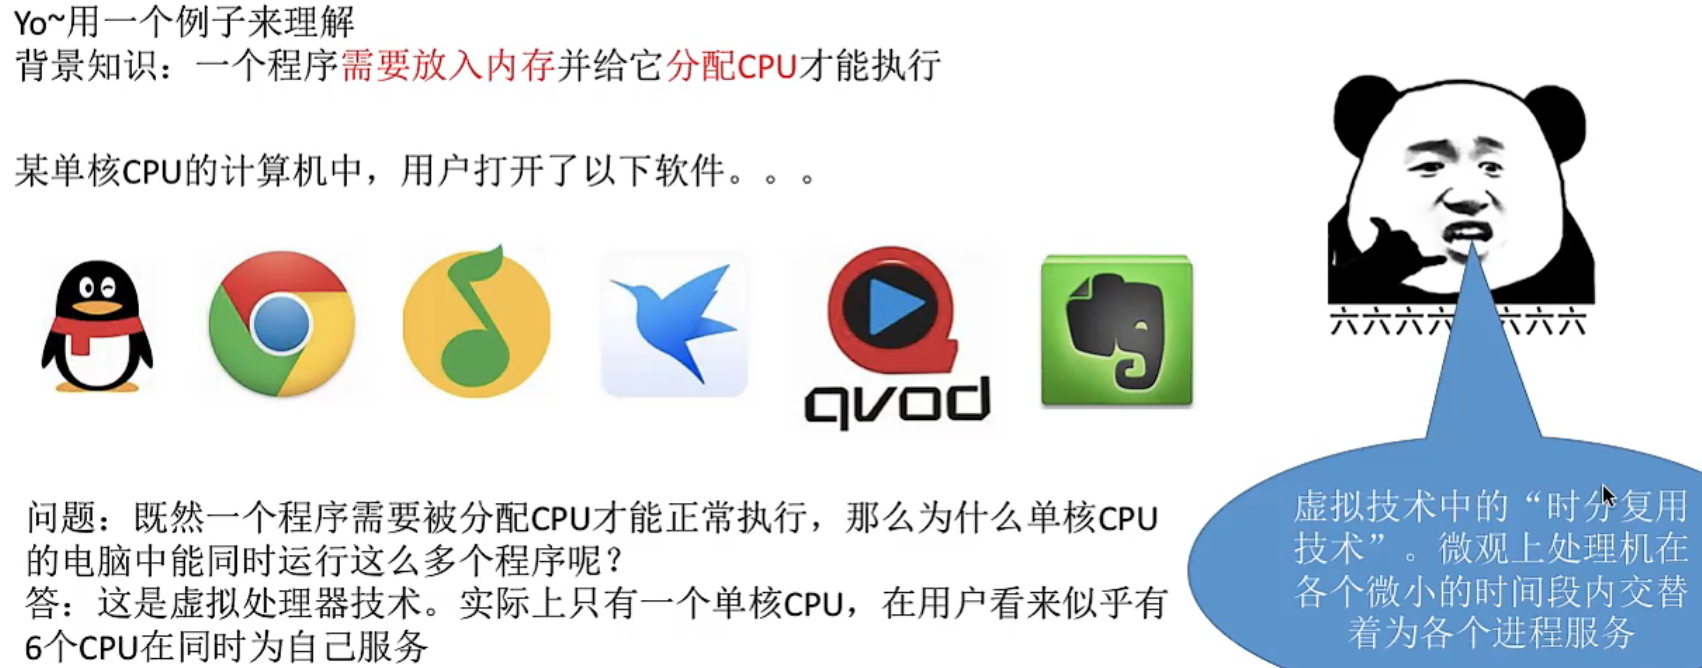 Yo~用一个例子来理解
背景知识：一个程序需要放入内存并给它分配CPU才能执行
某单核CPU的计算机中，用户打开了以下软件。。。
qvod
六六六六六六六
问题：既然一个程序需要被分配CPU才能正常执行，那么为什么单核CPU
的电脑中能同时运行这么多个程序呢？
答：这是虚拟处理器技术。实际上只有一个单核CPU，在用户看来似乎有
6个CPU在同时为自己服务
虚拟技术中的“时分复用
技术”。微观上处理机在
各个微小的时间段内交替
着为各个进程服务